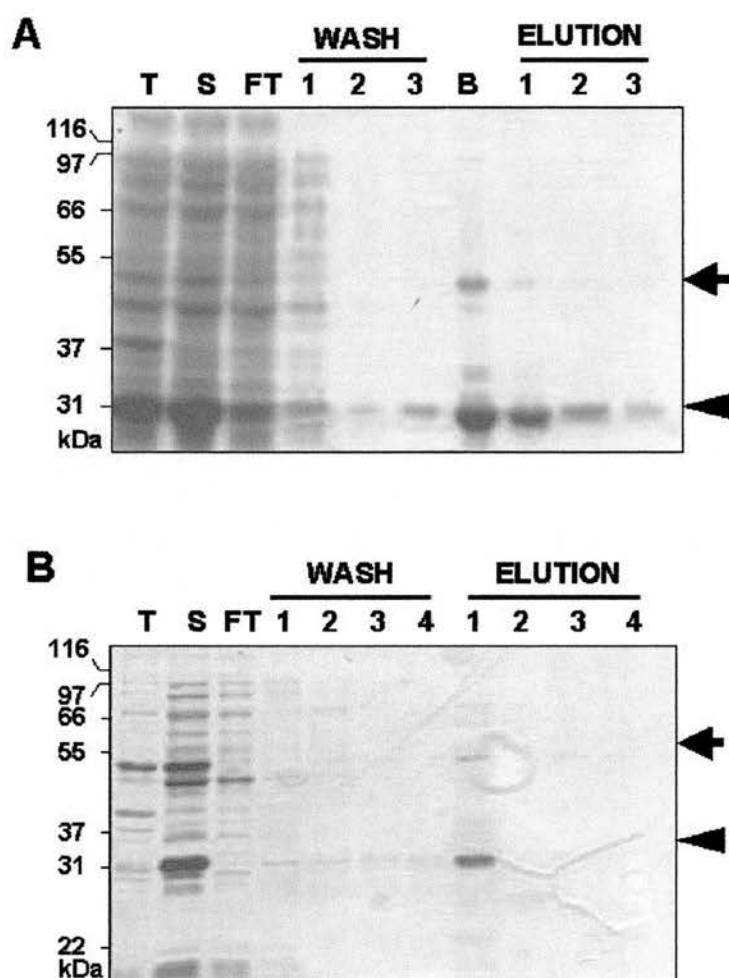 A
WASH ELUTION
T S FT 1 2 3 B 1 2 3
116
97
66
55
37
31
kDa
B
WASH ELUTION
T S FT 1 2 3 4 1 2 3 4
116
97
66
55
37
31
22
kDa